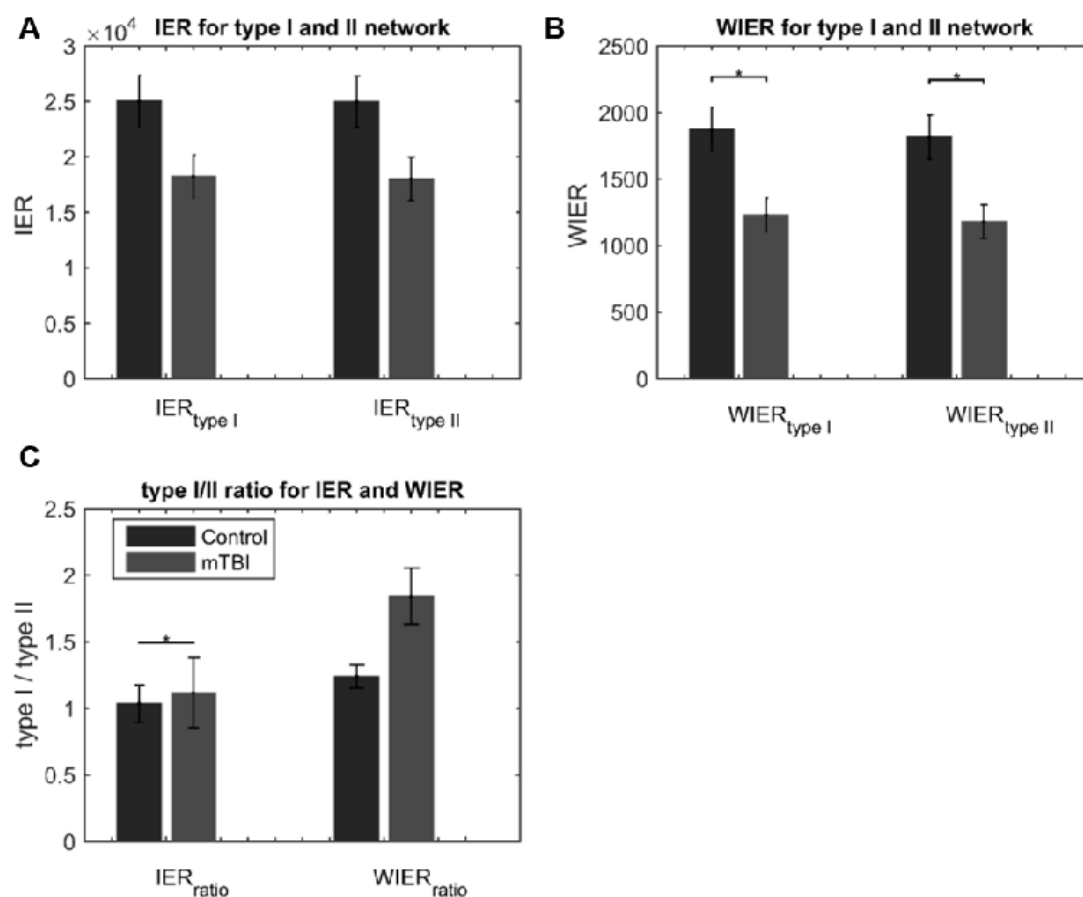 A
×10⁴
IER for type I and II network
3
2.5
2
1.5
1
0.5
0
IER
IER_type I
IER_type II
B
WIER for type I and II network
2500
2000
1500
1000
500
0
WIER
*
*
WIER_type I
WIER_type II
C
type I/II ratio for IER and WIER
2.5
2
1.5
1
0.5
0
type I / type II
Control
mTBI
*
IER_ratio
WIER_ratio